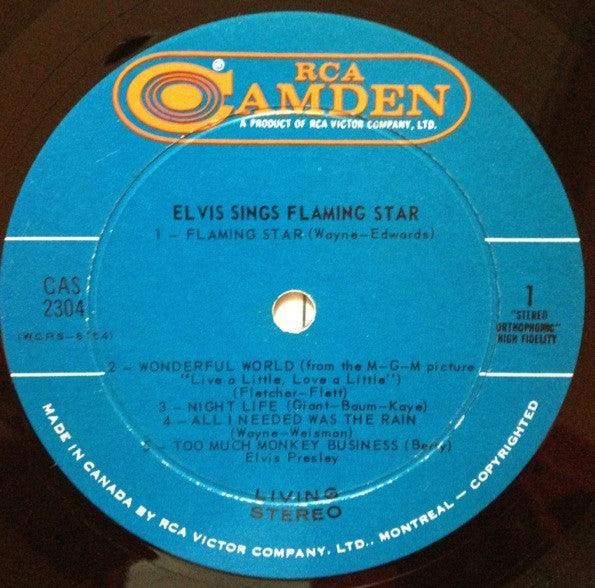 ®
RCA
CAMDEN
A PRODUCT OF RCA VICTOR COMPANY, LTD.
ELVIS SINGS FLAMING STAR
1 – FLAMING STAR (Wayne–Edwards)
CAS
2304
1
"STEREO
ORTHOPHONIC"
HIGH FIDELITY
2 – WONDERFUL WORLD (from the M–G–M picture
"Live a Little, Love a Little")
(Fletcher–Flett)
3 – NIGHT LIFE (Giant–Baum–Kaye)
4 – ALL I NEEDED WAS THE RAIN
(Wayne–Weisman)
5 – TOO MUCH MONKEY BUSINESS (Berry)
Elvis Presley
LIVING
STEREO
MADE IN CANADA BY RCA VICTOR COMPANY, LTD., MONTREAL – COPYRIGHTED